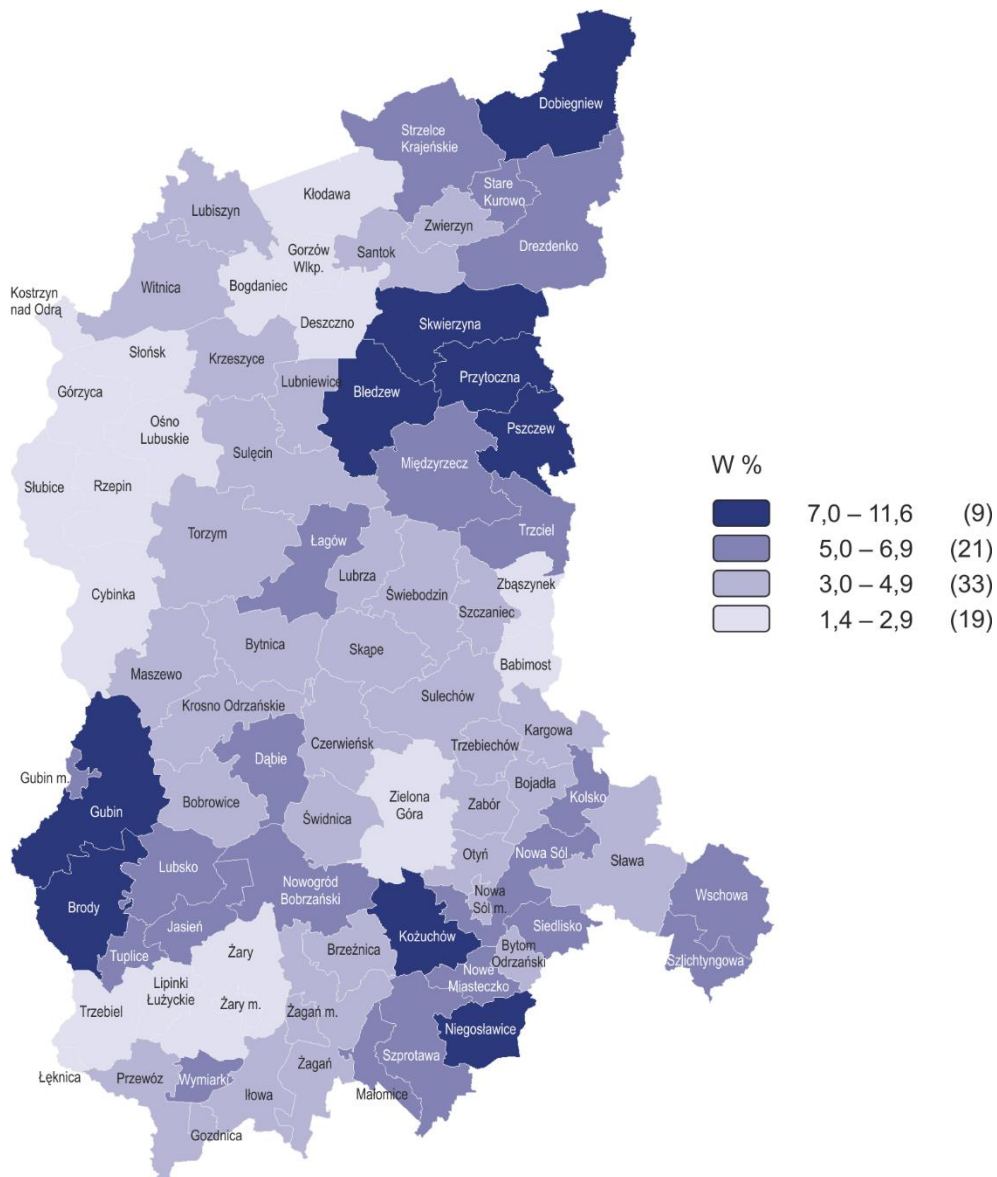 Dobiegniew
Strzelce
Krajeńskie
Stare
Kurowo
Kłodawa
Lubiszyn
Zwierzyn
Drezdenko
Gorzów
Wlkp.
Santok
Witnica
Bogdaniec
Kostrzyn
nad Odrą
Deszczno
Skwierzyna
Słońsk
Krzeszyce
Lubniewice
Przytoczna
Górzyca
Bledzew
Ośno
Lubuskie
Pszczew
Sulęcin
Międzyrzecz
Słubice
Rzepin
Torzym
Łagów
Trzciel
Lubrza
Zbąszynek
Cybinka
Świebodzin
Szczaniec
Bytnica
Skąpe
Babimost
Maszewo
Sulechów
Krosno Odrzańskie
Kargowa
Czerwieńsk
Trzebiechów
Dąbie
Gubin m.
Bojadła
Kolsko
Bobrowice
Zielona
Góra
Zabór
Gubin
Świdnica
Otyń
Nowa Sól
Sława
Lubsko
Nowogród
Bobrzański
Nowa
Sól m.
Wschowa
Brody
Jasień
Kożuchów
Siedlisko
Tuplice
Żary
Brzeźnica
Bytom
Odrzański
Szlichtyngowa
Nowe
Miasteczko
Lipinki
Łużyckie
Trzebiel
Żary m.
Żagań m.
Niegosławice
Szprotawa
Łęknica
Przewóz
Wymiarki
Żagań
Iłowa
Małomice
Gozdnica
W %
7,0 – 11,6 (9)
5,0 – 6,9 (21)
3,0 – 4,9 (33)
1,4 – 2,9 (19)